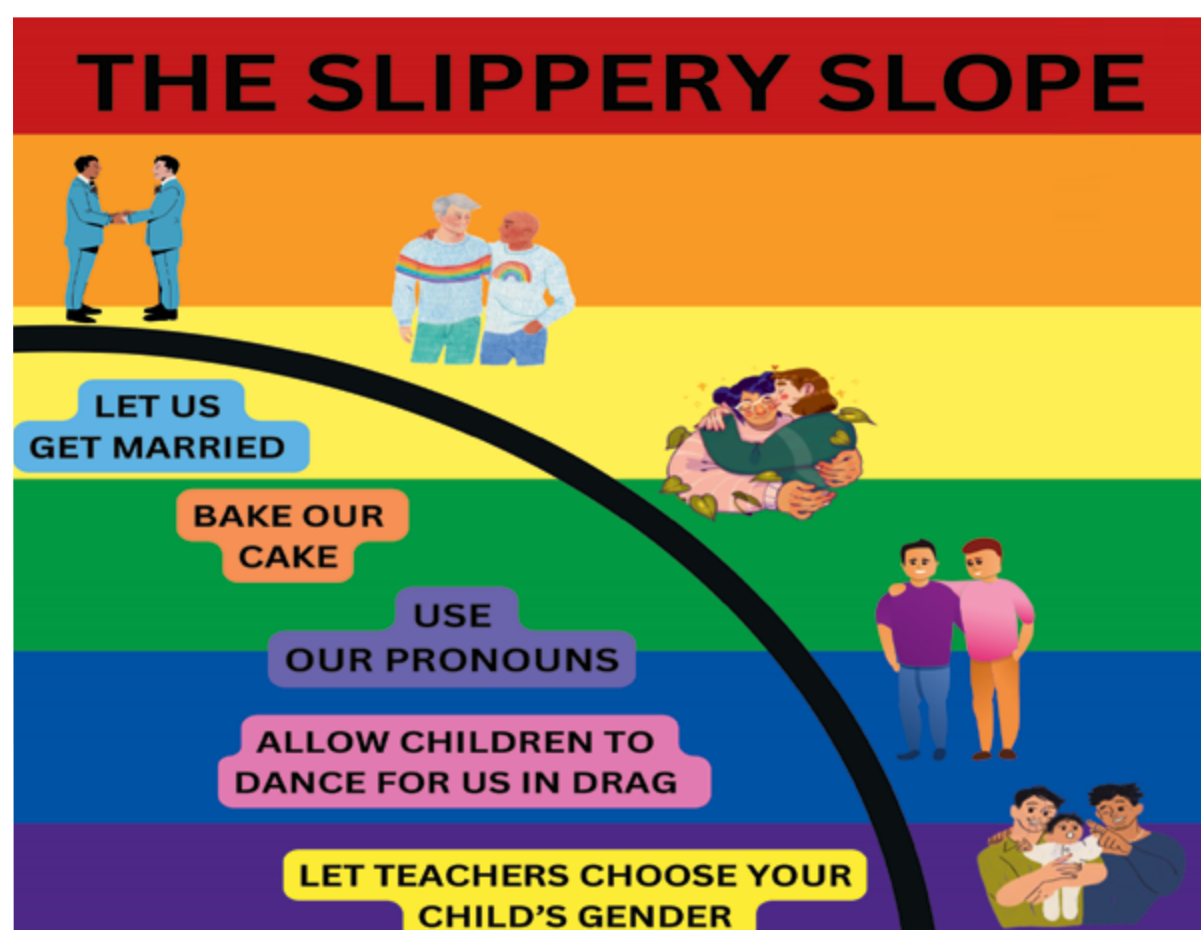 THE SLIPPERY SLOPE
LET US
GET MARRIED
BAKE OUR
CAKE
USE
OUR PRONOUNS
ALLOW CHILDREN TO
DANCE FOR US IN DRAG
LET TEACHERS CHOOSE YOUR
CHILD'S GENDER